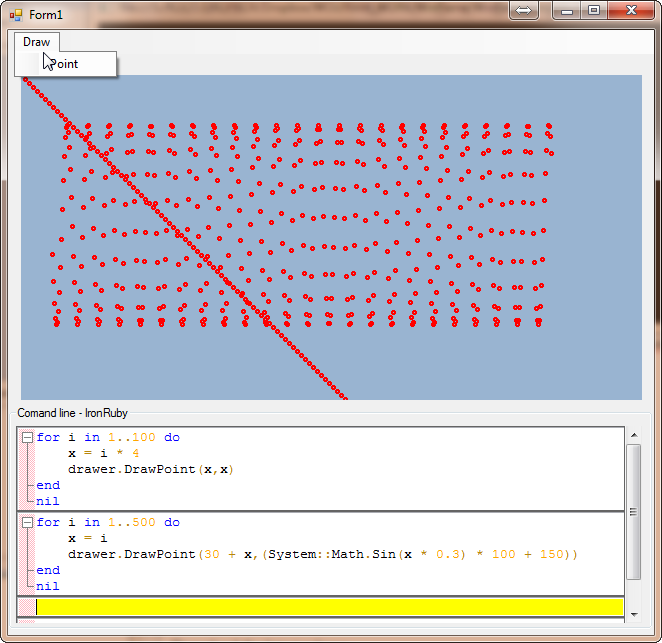 Form1
Draw
Point
Comand line - IronRuby
for i in 1..100 do
x = i * 4
drawer.DrawPoint(x,x)
end
nil
for i in 1..500 do
x = i
drawer.DrawPoint(30 + x,(System::Math.Sin(x * 0.3) * 100 + 150))
end
nil